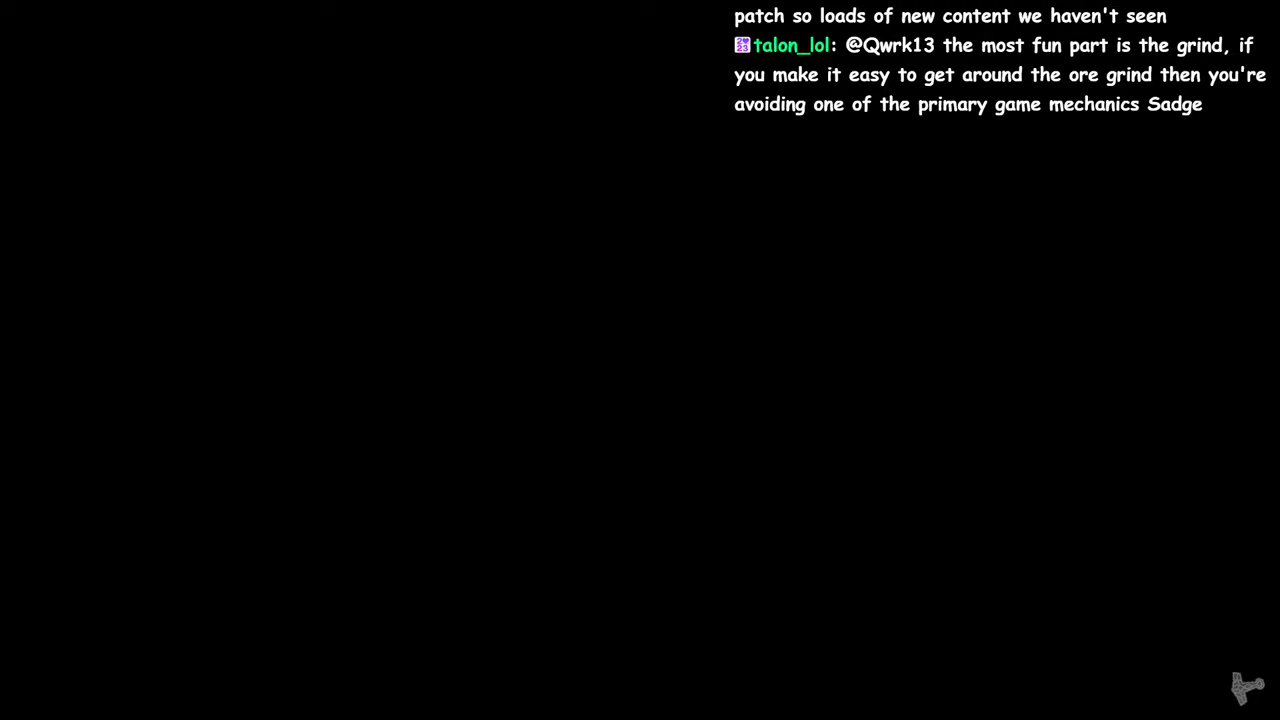 patch so loads of new content we haven't seen
talon_lol: @Qwrk13 the most fun part is the grind, if
you make it easy to get around the ore grind then you're
avoiding one of the primary game mechanics Sadge